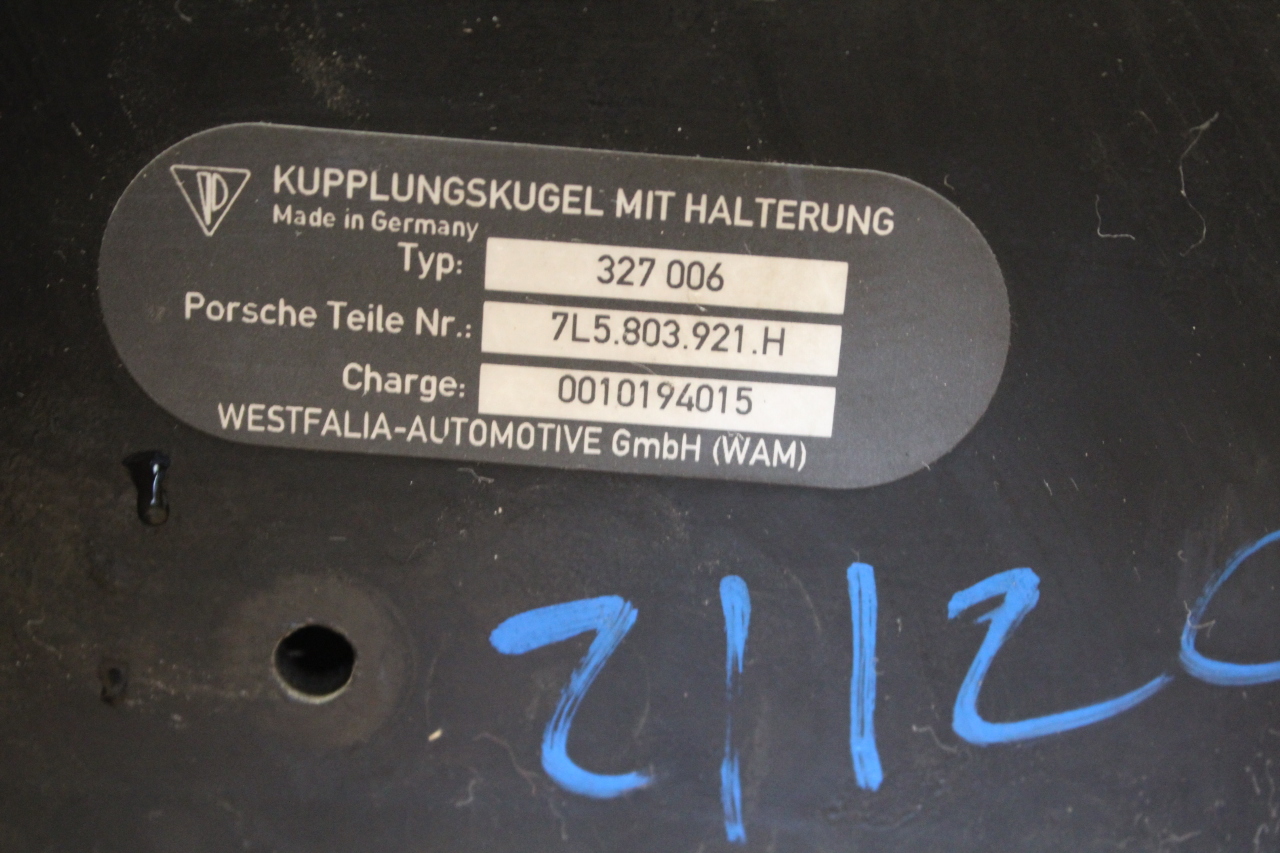 KUPPLUNGSKUGEL MIT HALTERUNG
Made in Germany
Typ: 327 006
Porsche Teile Nr.: 7L5.803.921.H
Charge: 0010194015
WESTFALIA-AUTOMOTIVE GmbH (WAM)